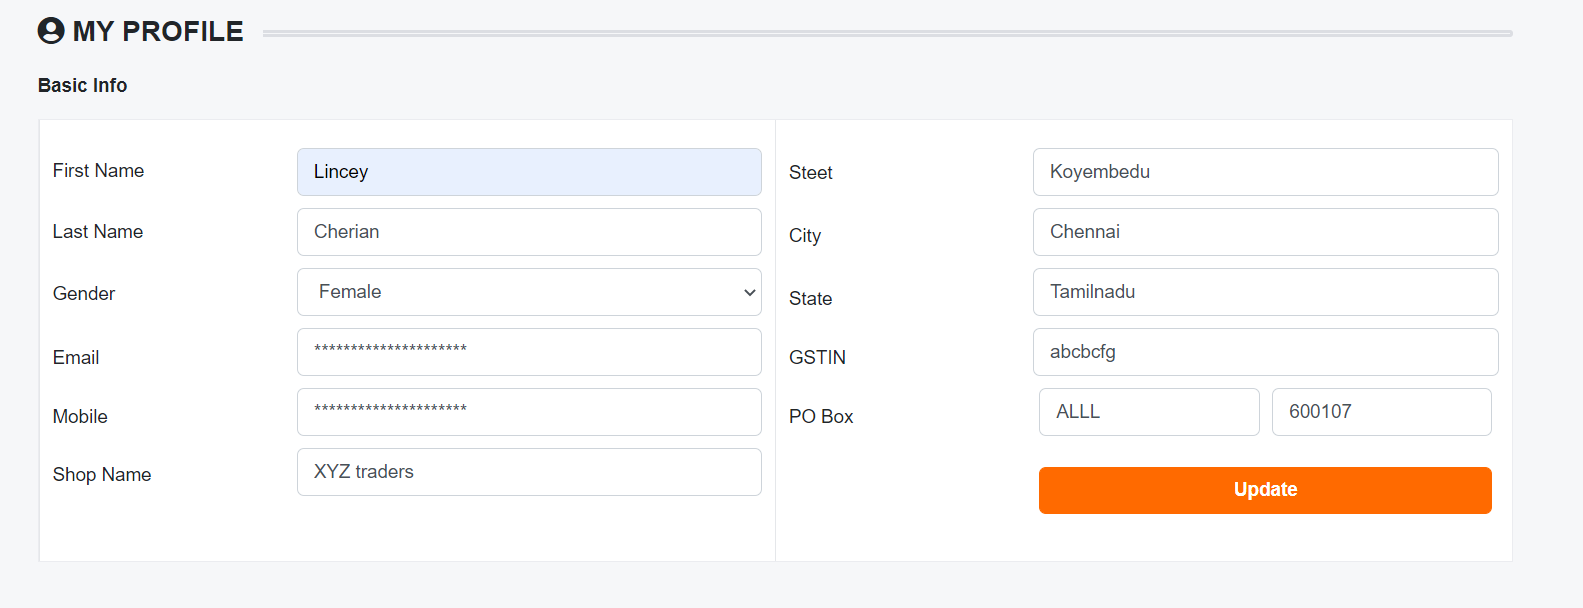 MY PROFILE
Basic Info
First Name Lincey
Last Name Cherian
Gender Female
Email *********************
Mobile *********************
Shop Name XYZ traders
Steet Koyembedu
City Chennai
State Tamilnadu
GSTIN abcbcfg
PO Box ALLL 600107
Update